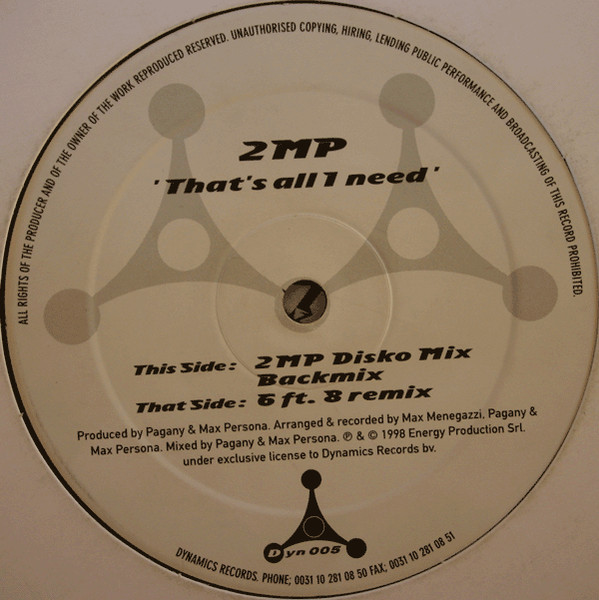 ALL RIGHTS OF THE PRODUCER AND OF THE OWNER OF THE WORK REPRODUCED RESERVED. UNAUTHORISED COPYING, HIRING, LENDING PUBLIC PERFORMANCE AND BROADCASTING OF THIS RECORD PROHIBITED.
2MP
'That's all I need'
This Side: 2MP Disko Mix
Backmix
That Side: 6 ft. 8 remix
Produced by Pagany & Max Persona. Arranged & recorded by Max Menegazzi, Pagany &
Max Persona. Mixed by Pagany & Max Persona. ℗ & © 1998 Energy Production Srl.
under exclusive license to Dynamics Records bv.
Dyn 005
DYNAMICS RECORDS. PHONE; 0031 10 281 08 50 FAX; 0031 10 281 08 51